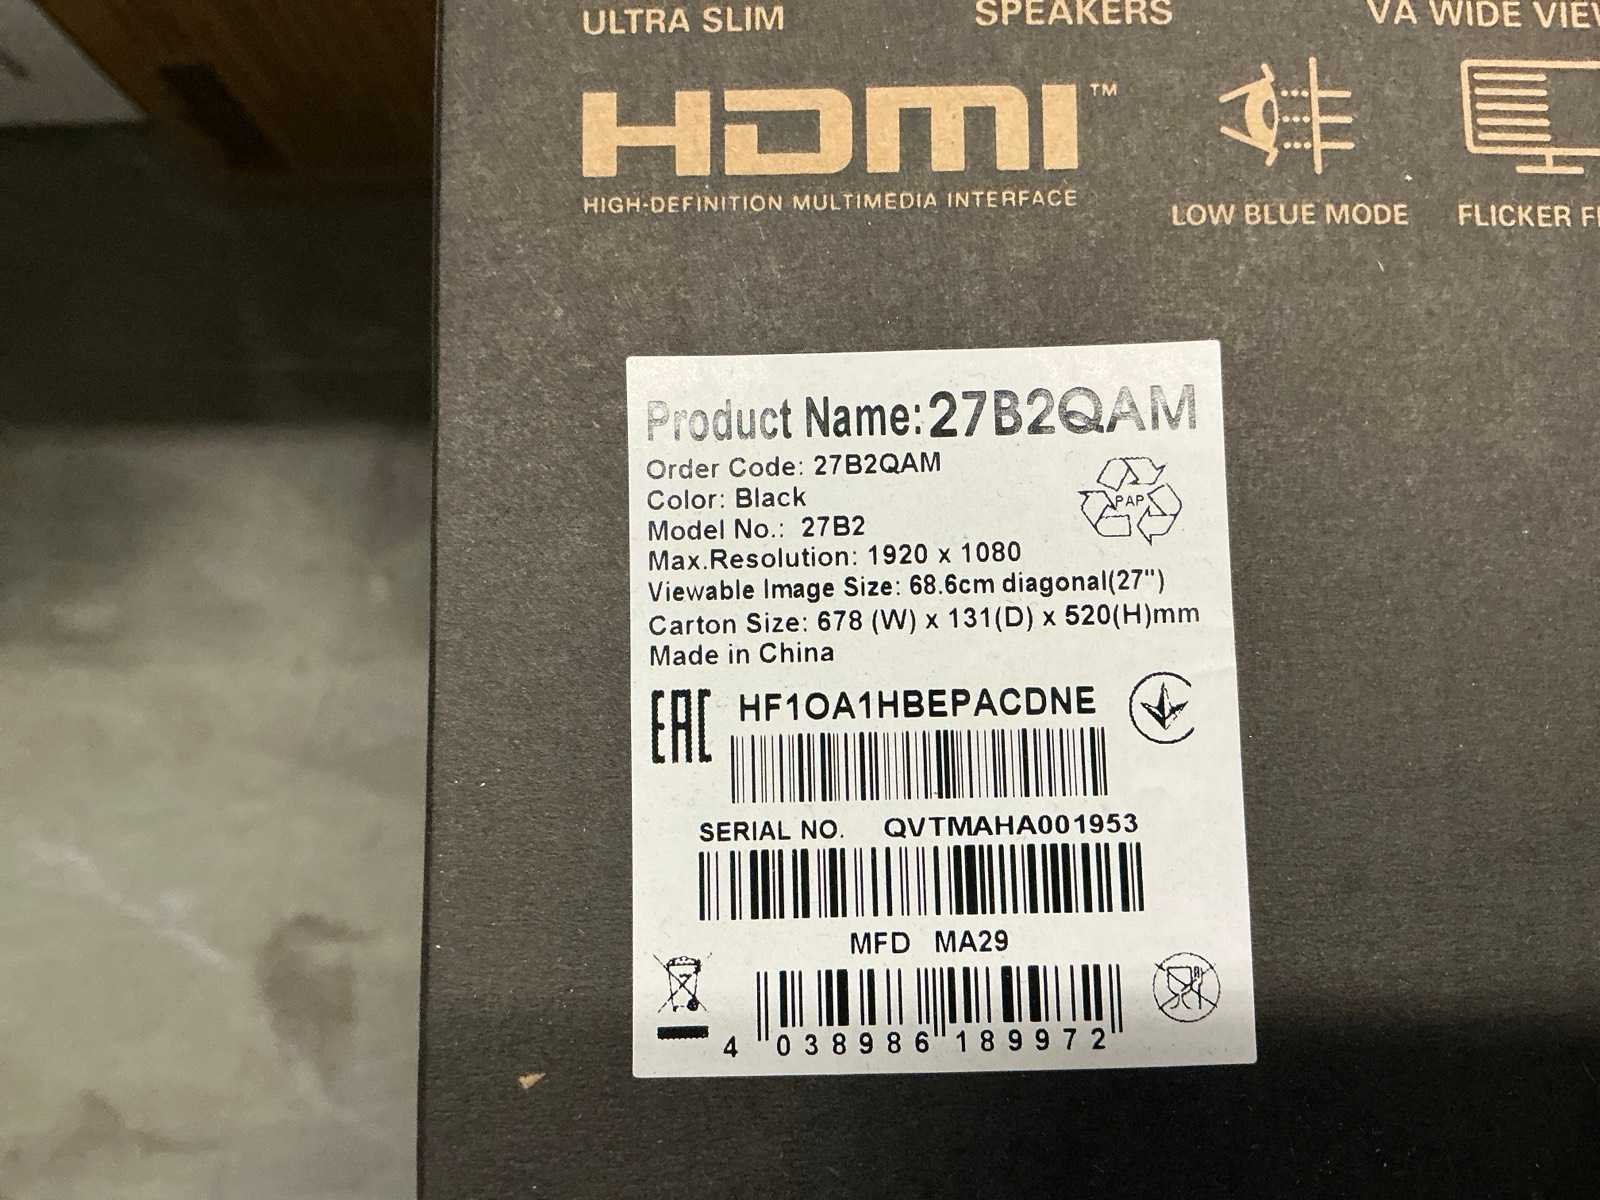 ULTRA SLIM
SPEAKERS
VA WIDE VIEW
HDMI™
HIGH-DEFINITION MULTIMEDIA INTERFACE
LOW BLUE MODE
FLICKER
Product Name:27B2QAM
Order Code: 27B2QAM
Color: Black
Model No.: 27B2
Max.Resolution: 1920 x 1080
Viewable Image Size: 68.6cm diagonal(27")
Carton Size: 678 (W) x 131(D) x 520(H)mm
Made in China
PAP
EAC
HF1OA1HBEPACDNE
SERIAL NO. QVTMAHA001953
MFD MA29
4 038986 189972